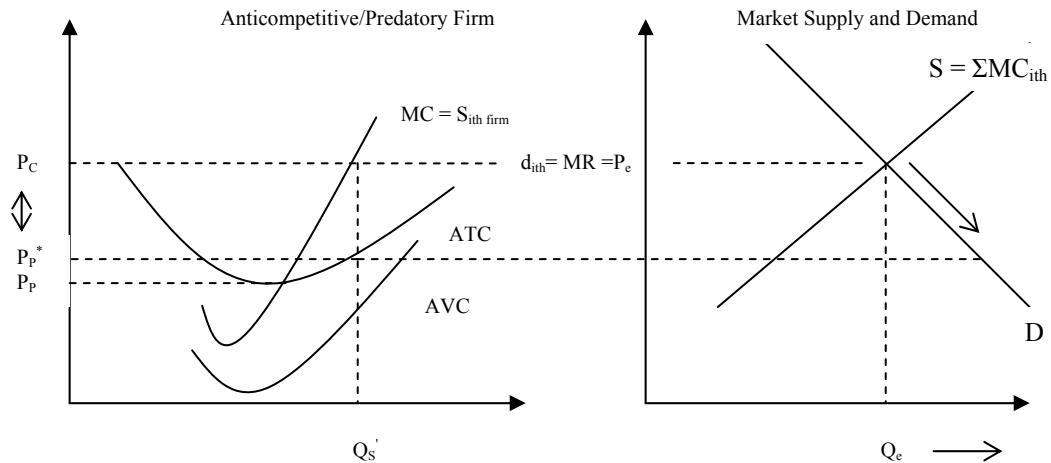 Anticompetitive/Predatory Firm
Market Supply and Demand
S = ΣMC_ith
MC = S_ith firm
P_C
d_ith= MR =P_e
ATC
P_P*
P_P
AVC
D
Q_S'
Q_e